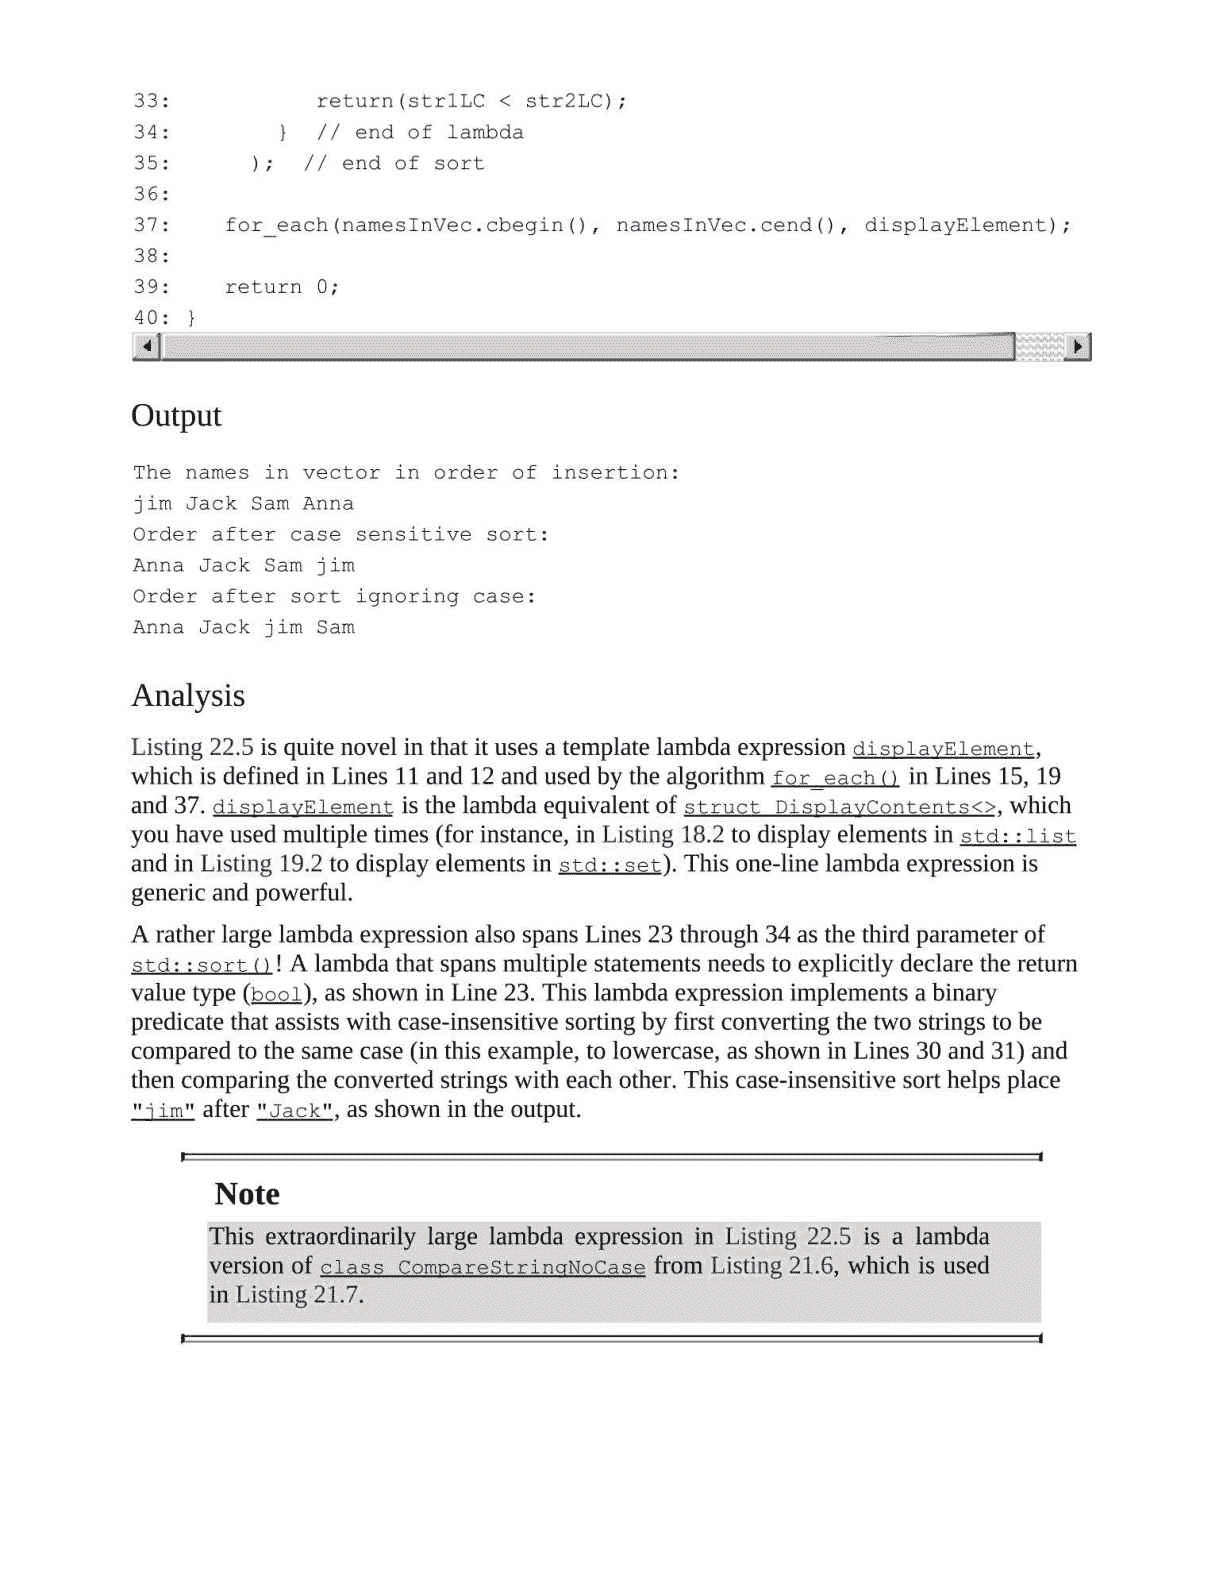 33:           return(str1LC < str2LC);
34:        }  // end of lambda
35:      );  // end of sort
36:
37:    for_each(namesInVec.cbegin(), namesInVec.cend(), displayElement);
38:
39:    return 0;
40: }
Output
The names in vector in order of insertion:
jim Jack Sam Anna
Order after case sensitive sort:
Anna Jack Sam jim
Order after sort ignoring case:
Anna Jack jim Sam
Analysis
Listing 22.5 is quite novel in that it uses a template lambda expression displayElement,
which is defined in Lines 11 and 12 and used by the algorithm for_each() in Lines 15, 19
and 37. displayElement is the lambda equivalent of struct DisplayContents<>, which
you have used multiple times (for instance, in Listing 18.2 to display elements in std::list
and in Listing 19.2 to display elements in std::set). This one-line lambda expression is
generic and powerful.
A rather large lambda expression also spans Lines 23 through 34 as the third parameter of
std::sort()! A lambda that spans multiple statements needs to explicitly declare the return
value type (bool), as shown in Line 23. This lambda expression implements a binary
predicate that assists with case-insensitive sorting by first converting the two strings to be
compared to the same case (in this example, to lowercase, as shown in Lines 30 and 31) and
then comparing the converted strings with each other. This case-insensitive sort helps place
"jim" after "Jack", as shown in the output.
Note
This extraordinarily large lambda expression in Listing 22.5 is a lambda
version of class CompareStringNoCase from Listing 21.6, which is used
in Listing 21.7.